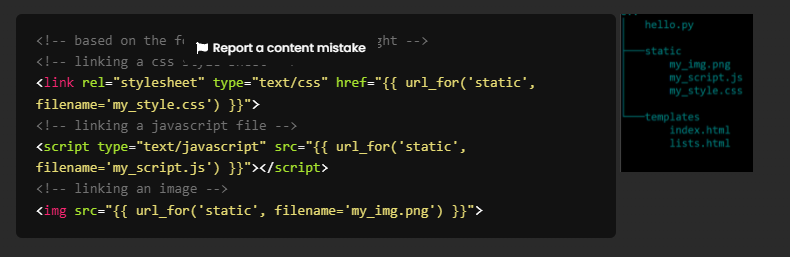 <!-- based on the ght -->
Report a content mistake
<!-- linking a css
<link rel="stylesheet" type="text/css" href="{{ url_for('static',
filename='my_style.css') }}">
<!-- linking a javascript file -->
<script type="text/javascript" src="{{ url_for('static',
filename='my_script.js') }}"></script>
<!-- linking an image -->
<img src="{{ url_for('static', filename='my_img.png') }}">
hello.py
static
my_img.png
my_script.js
my_style.css
templates
index.html
lists.html